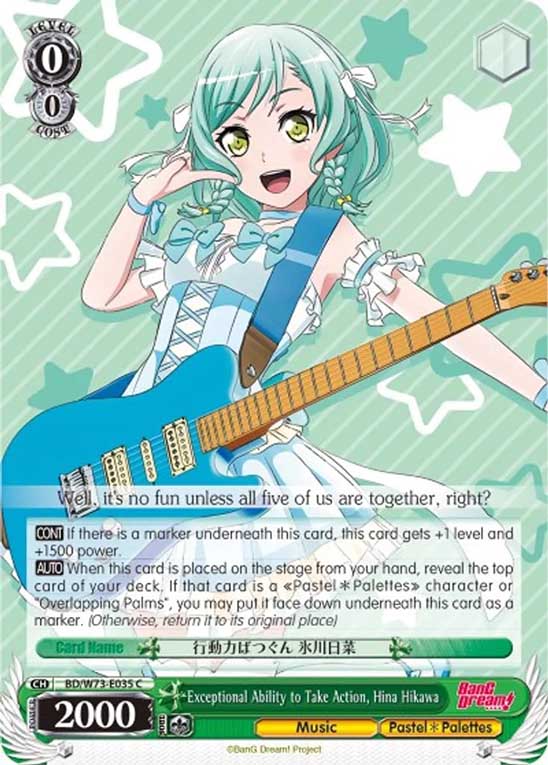 LEVEL
0
0
COST
Well, it's no fun unless all five of us are together, right?
CONT If there is a marker underneath this card, this card gets +1 level and
+1500 power.
AUTO When this card is placed on the stage from your hand, reveal the top
card of your deck. If that card is a «Pastel＊Palettes» character or
"Overlapping Palms", you may put it face down underneath this card as a
marker. (Otherwise, return it to its original place)
Card Name 行動力ばつぐん 氷川日菜
CH BD/W73-E035 C
Exceptional Ability to Take Action, Hina Hikawa
BanG Dream!
POWER 2000 SOUL Music Pastel＊Palettes
©BanG Dream! Project